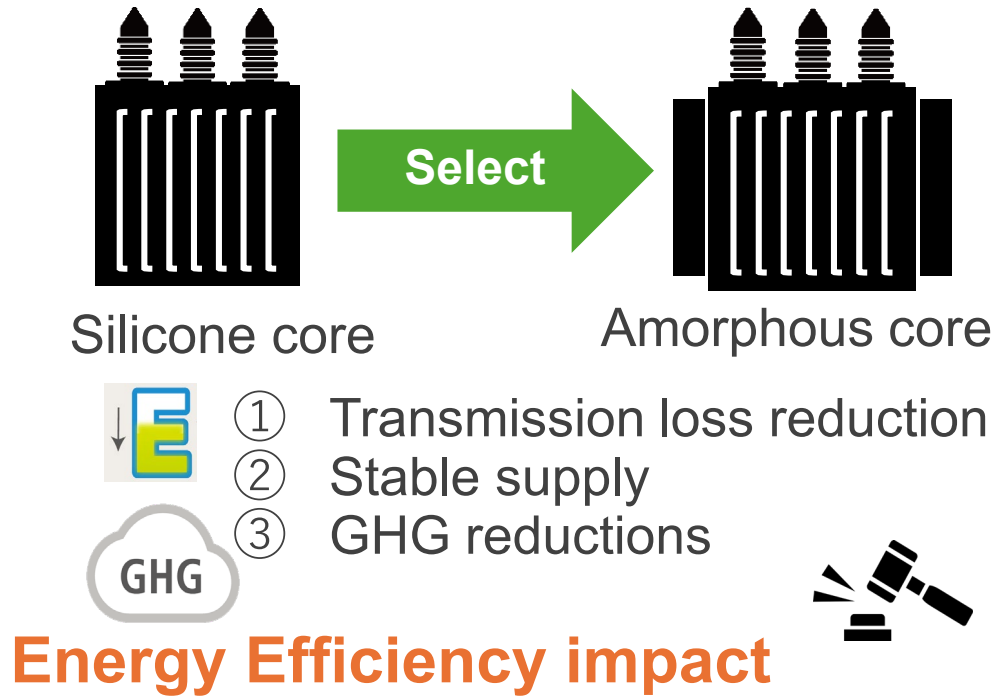 Select
Silicone core
Amorphous core
E
① Transmission loss reduction
② Stable supply
③ GHG reductions
GHG
Energy Efficiency impact